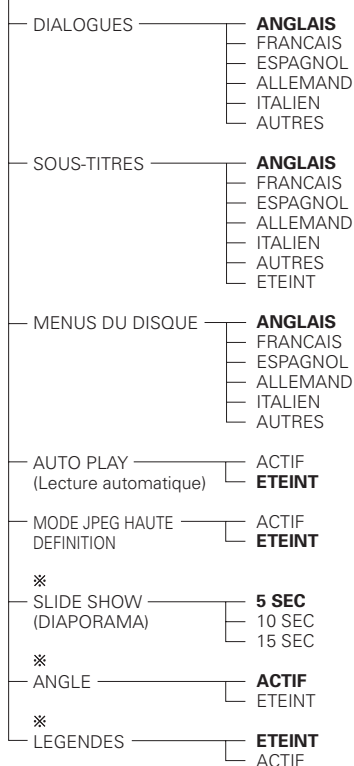 DIALOGUES ANGLAIS
FRANCAIS
ESPAGNOL
ALLEMAND
ITALIEN
AUTRES
SOUS-TITRES ANGLAIS
FRANCAIS
ESPAGNOL
ALLEMAND
ITALIEN
AUTRES
ETEINT
MENUS DU DISQUE ANGLAIS
FRANCAIS
ESPAGNOL
ALLEMAND
ITALIEN
AUTRES
AUTO PLAY ACTIF
(Lecture automatique) ETEINT
MODE JPEG HAUTE ACTIF
DEFINITION ETEINT
※
SLIDE SHOW 5 SEC
(DIAPORAMA) 10 SEC
15 SEC
※
ANGLE ACTIF
ETEINT
※
LEGENDES ETEINT
ACTIF